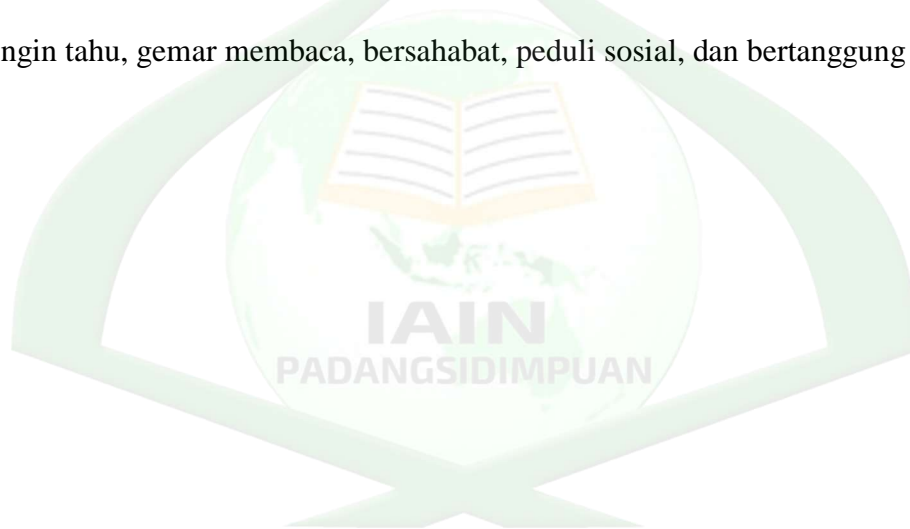 ngin tahu, gemar membaca, bersahabat, peduli sosial, dan bertanggung
IAIN
PADANGSIDIMPUAN